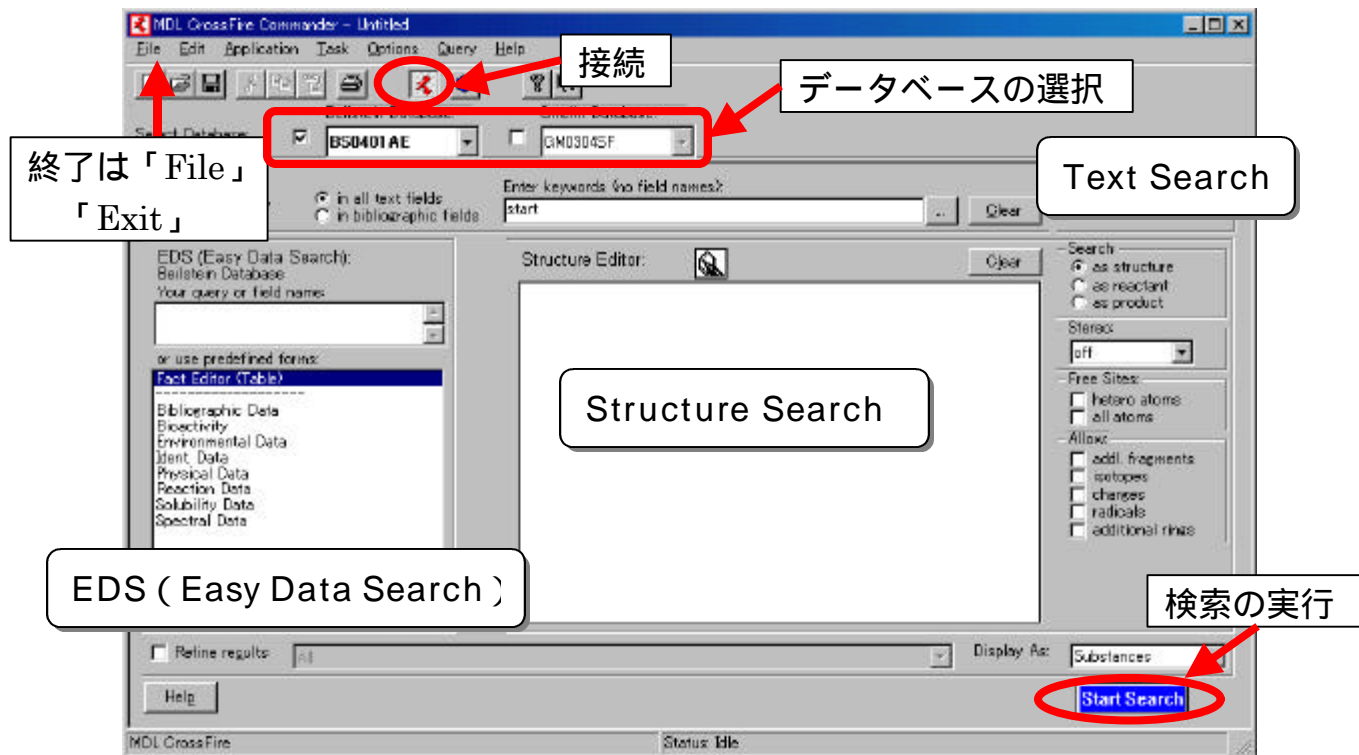 MDL CrossFire Commander - Untitled
File Edit Application Task Options Query Help
接続
データベースの選択
BS0401AE
GM0304SF
終了は「File」
「Exit」
Text Search
in all text fields
in bibliographic fields
Enter keywords (no field names):
start
..
Clear
EDS (Easy Data Search):
Beilstein Database
Your query or field name:
or use predefined forms:
Fact Editor (Table)
--------------------
Bibliographic Data
Bioactivity
Environmental Data
Ident. Data
Physical Data
Reaction Data
Solubility Data
Spectral Data
EDS ( Easy Data Search )
Structure Editor:
Clear
Structure Search
Search
as structure
as reactant
as product
Stereo:
off
Free Sites:
hetero atoms
all atoms
Allow:
addl. fragments
isotopes
charges
radicals
additional rings
検索の実行
Refine results
All
Display As:
Substances
Help
Start Search
MDL CrossFire
Status: Idle